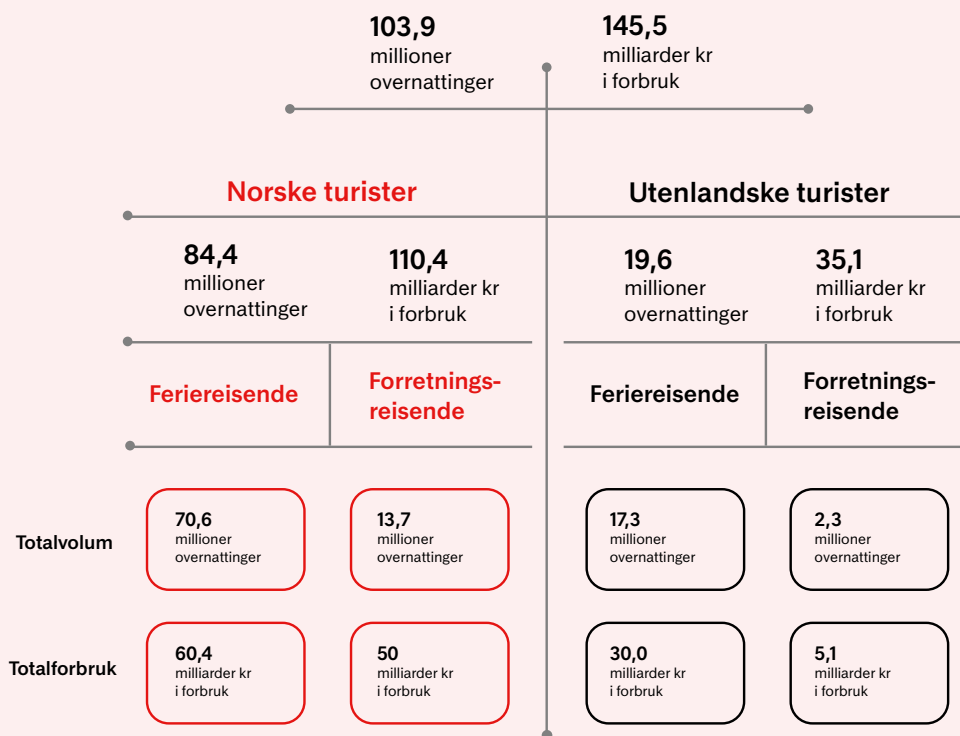 103,9
millioner
overnattinger
145,5
milliarder kr
i forbruk
Norske turister
Utenlandske turister
84,4
millioner
overnattinger
110,4
milliarder kr
i forbruk
19,6
millioner
overnattinger
35,1
milliarder kr
i forbruk
Feriereisende
Forretnings-
reisende
Feriereisende
Forretnings-
reisende
Totalvolum
70,6
millioner
overnattinger
13,7
millioner
overnattinger
17,3
millioner
overnattinger
2,3
millioner
overnattinger
Totalforbruk
60,4
milliarder kr
i forbruk
50
milliarder kr
i forbruk
30,0
milliarder kr
i forbruk
5,1
milliarder kr
i forbruk